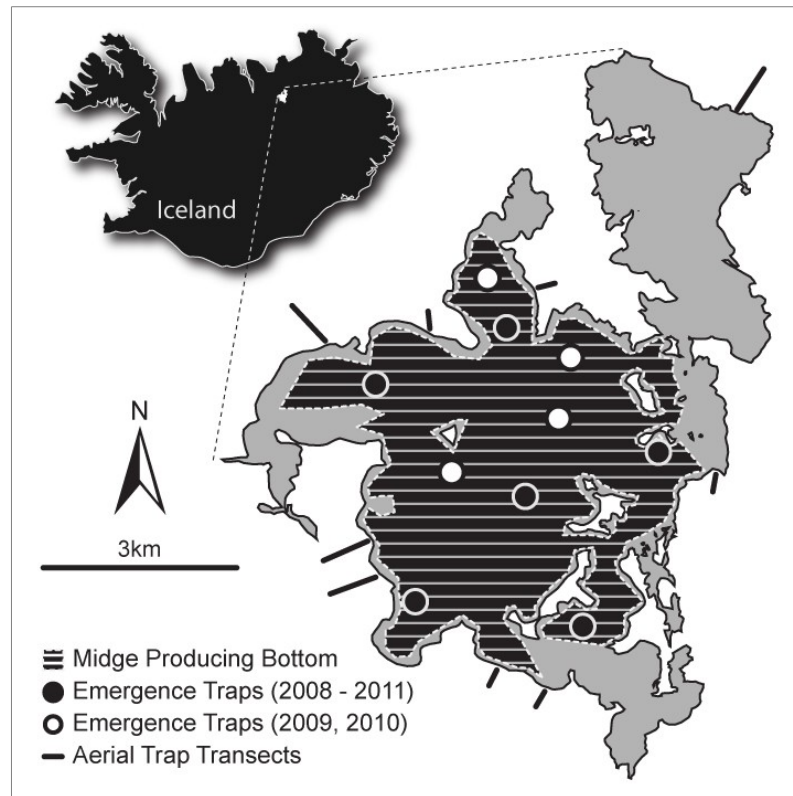 Iceland
N
3km
Midge Producing Bottom
Emergence Traps (2008 - 2011)
Emergence Traps (2009, 2010)
Aerial Trap Transects